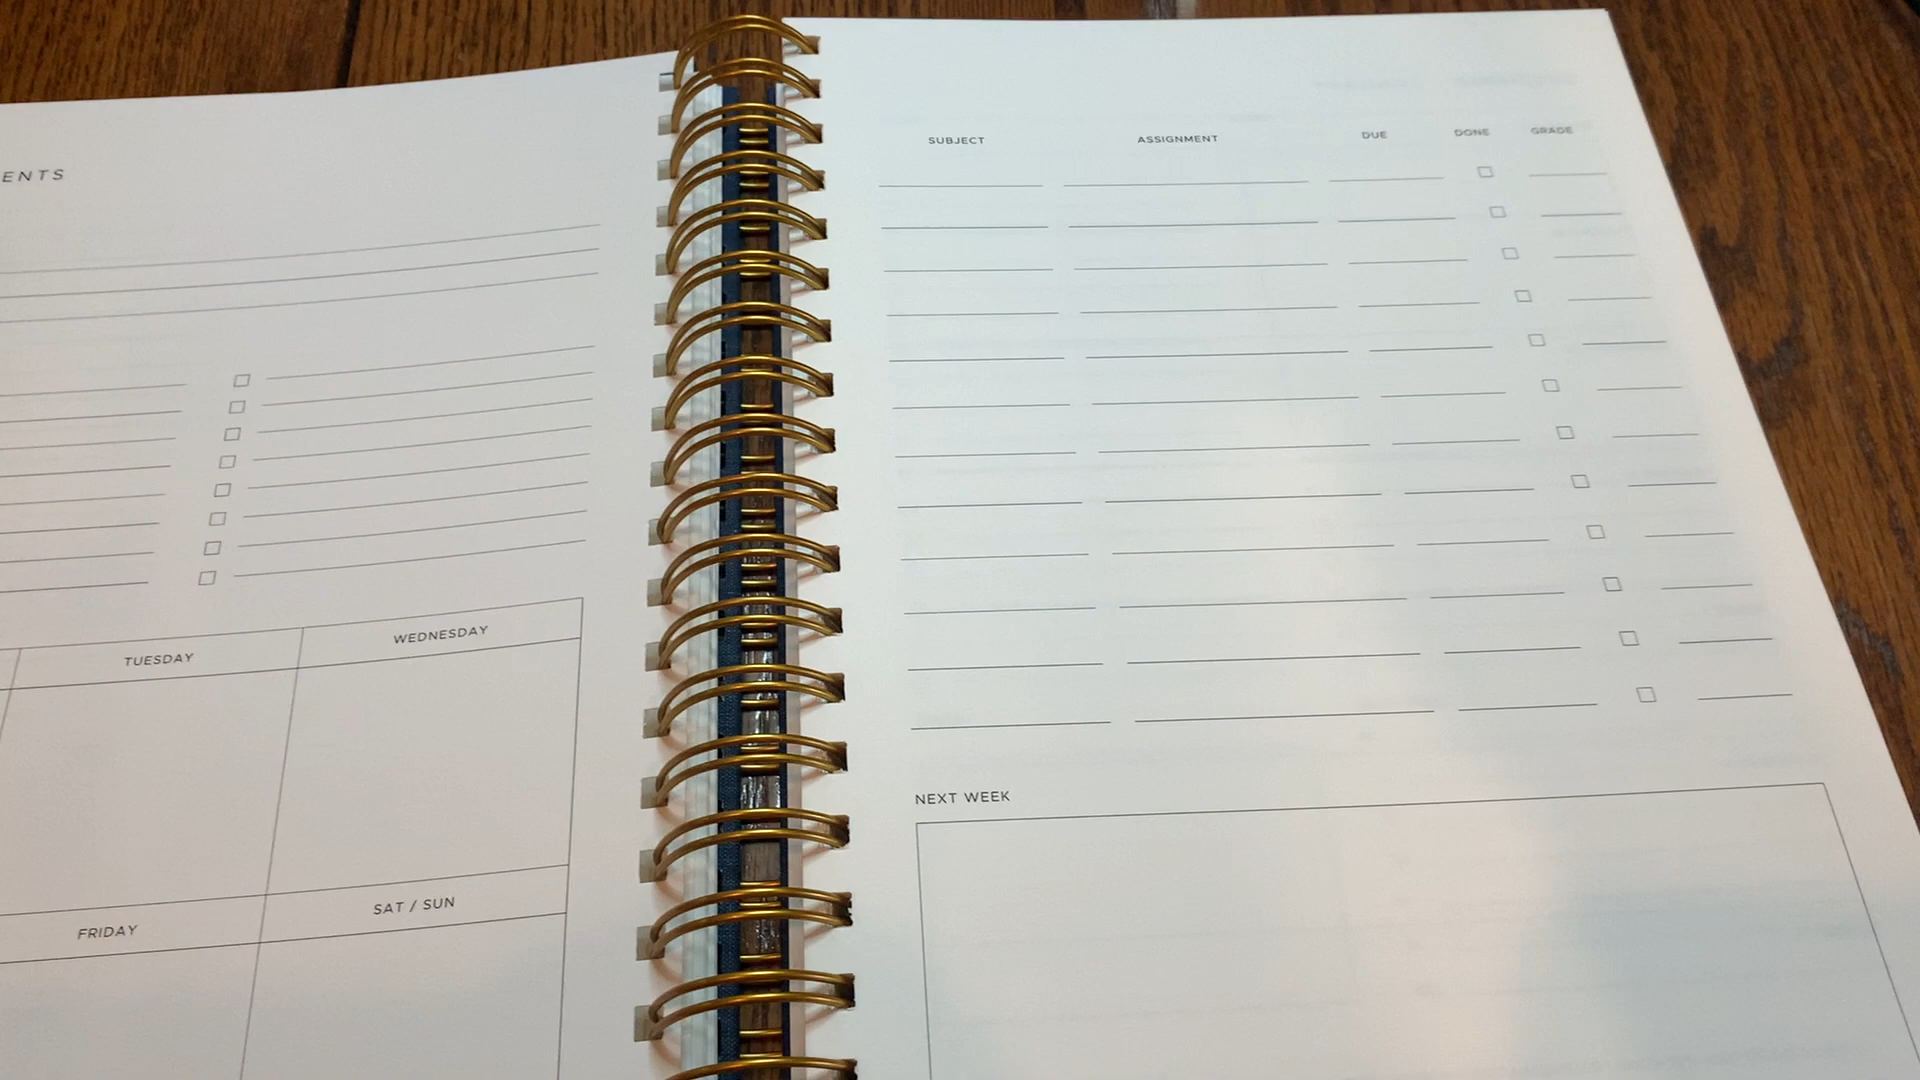 ENTS
TUESDAY WEDNESDAY
FRIDAY SAT / SUN
SUBJECT ASSIGNMENT DUE DONE GRADE
NEXT WEEK